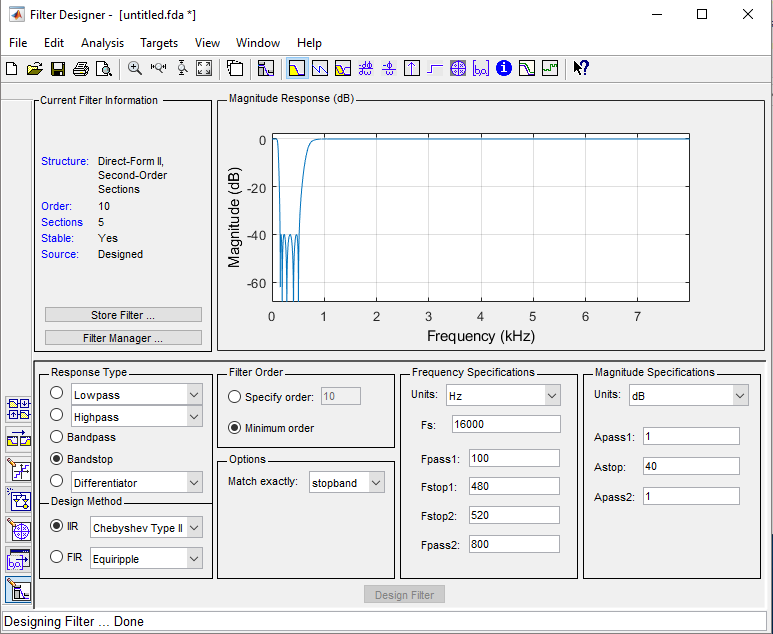 Filter Designer - [untitled.fda *]
File Edit Analysis Targets View Window Help
Current Filter Information
Structure: Direct-Form II,
Second-Order
Sections
Order: 10
Sections 5
Stable: Yes
Source: Designed
Store Filter ...
Filter Manager ...
Magnitude Response (dB)
0
-20
-40
-60
Magnitude (dB)
0 1 2 3 4 5 6 7
Frequency (kHz)
Response Type
Lowpass
Highpass
Bandpass
Bandstop
Differentiator
Design Method
IIR Chebyshev Type II
FIR Equiripple
Filter Order
Specify order: 10
Minimum order
Options
Match exactly: stopband
Frequency Specifications
Units: Hz
Fs: 16000
Fpass1: 100
Fstop1: 480
Fstop2: 520
Fpass2: 800
Magnitude Specifications
Units: dB
Apass1: 1
Astop: 40
Apass2: 1
Design Filter
Designing Filter ... Done